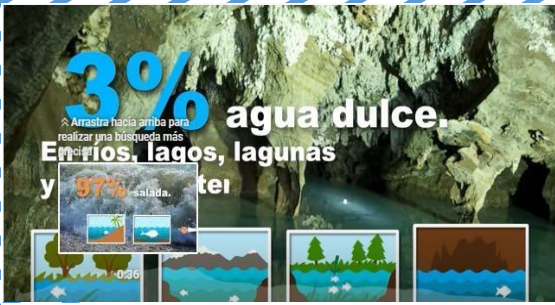 3% agua dulce.
Arrastra hacia arriba para
realizar una búsqueda más
precisa
En ríos, lagos, lagunas
y
97% salada.
0:36